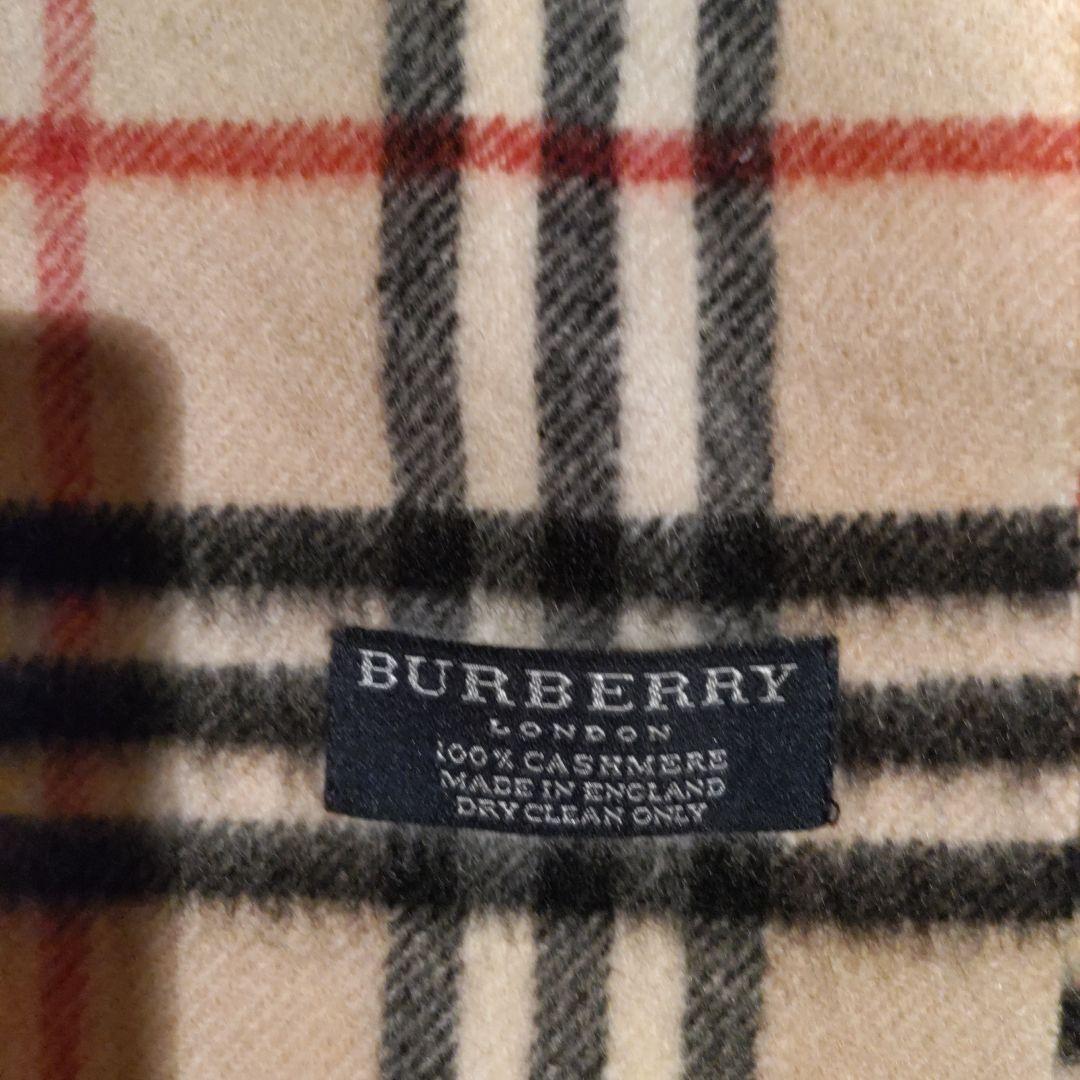 BURBERRY
LONDON
100% CASHMERE
MADE IN ENGLAND
DRY CLEAN ONLY